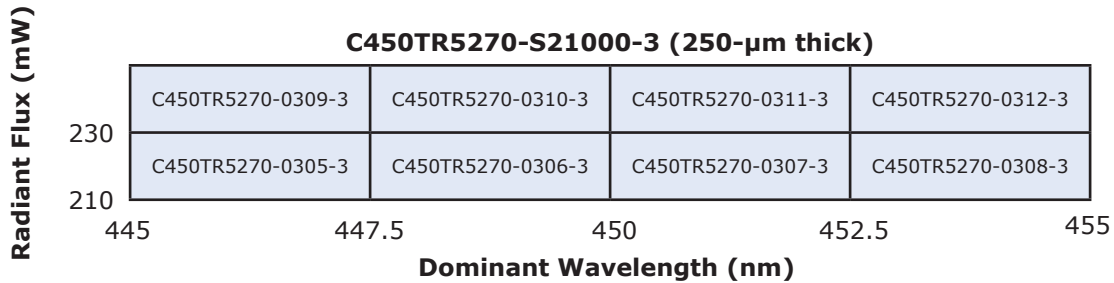 C450TR5270-S21000-3 (250-μm thick)
Radiant Flux (mW)
C450TR5270-0309-3 C450TR5270-0310-3 C450TR5270-0311-3 C450TR5270-0312-3
230
C450TR5270-0305-3 C450TR5270-0306-3 C450TR5270-0307-3 C450TR5270-0308-3
210
445 447.5 450 452.5 455
Dominant Wavelength (nm)